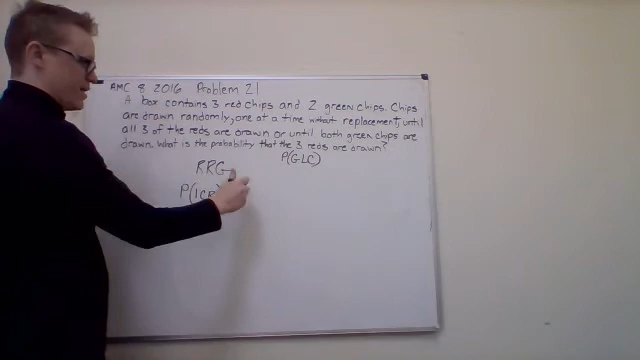 AMC 8 2016 Problem 21
A box contains 3 red chips and 2 green chips. Chips
are drawn randomly, one at a time without replacement, until
all 3 of the reds are drawn or until both green chips are
drawn. What is the probability that the 3 reds are drawn?
P(GLC)
RRG
P(LCR)